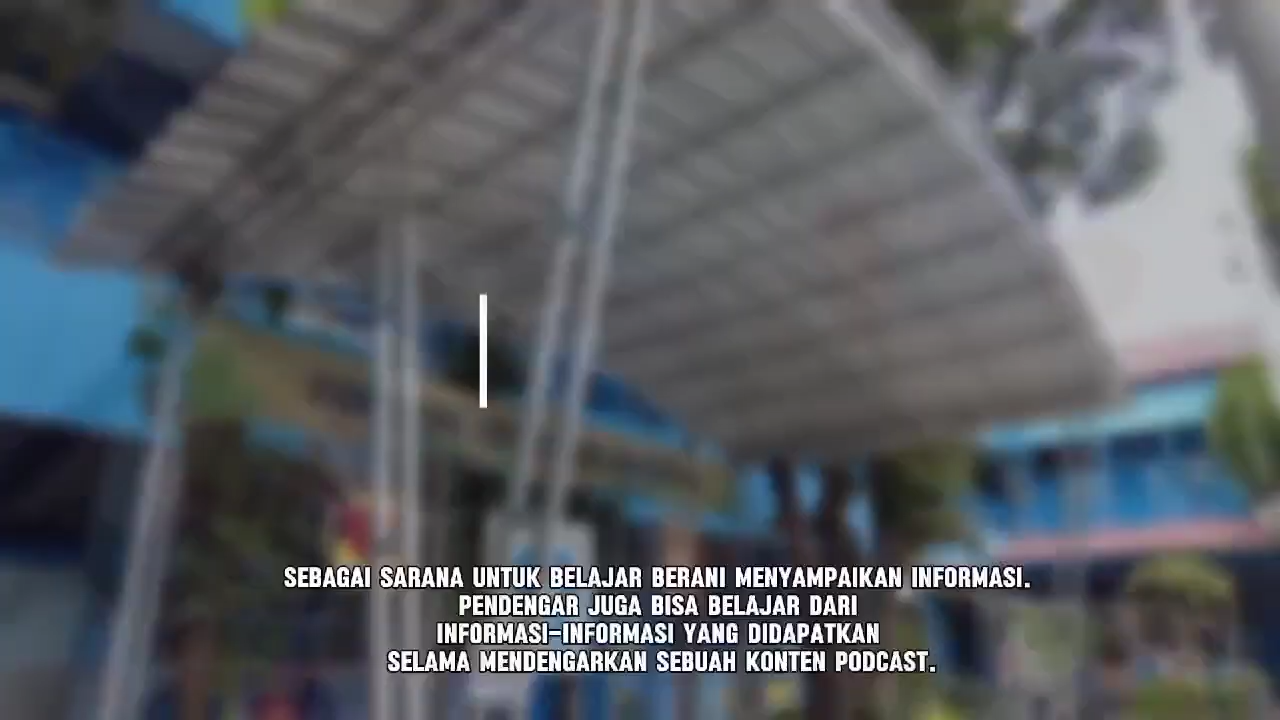 SEBAGAI SARANA UNTUK BELAJAR BERANI MENYAMPAIKAN INFORMASI.
PENDENGAR JUGA BISA BELAJAR DARI
INFORMASI-INFORMASI YANG DIDAPATKAN
SELAMA MENDENGARKAN SEBUAH KONTEN PODCAST.